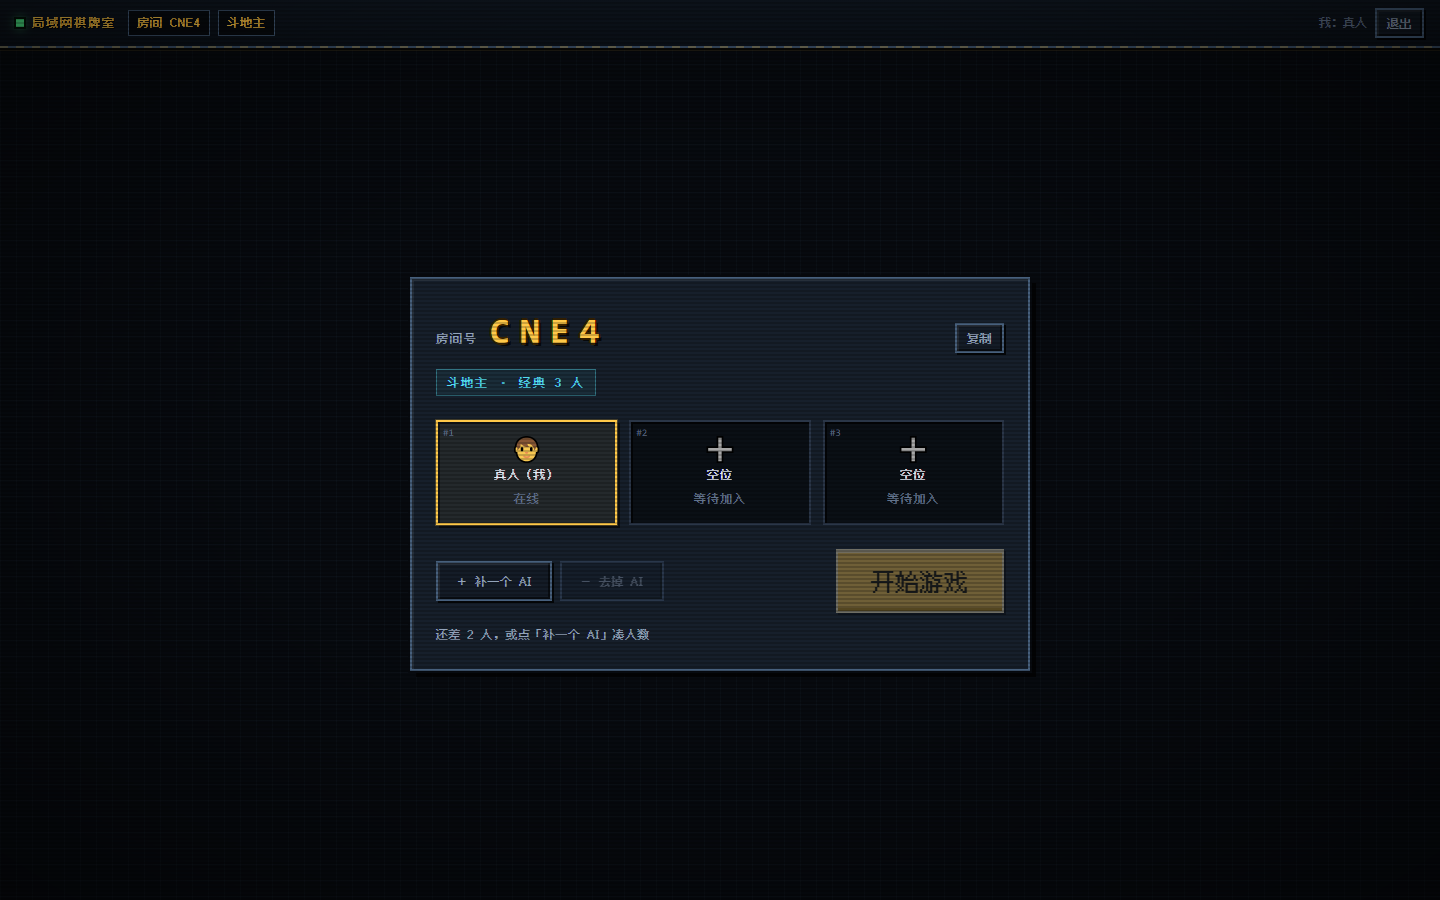 局域网棋牌室 房间 CNE4 斗地主 我: 真人 退出
房间号 CNE4 复制
斗地主 · 经典 3 人
#1 #2 #3
真人 (我) 空位 空位
在线 等待加入 等待加入
+ 补一个 AI − 去掉 AI 开始游戏
还差 2 人，或点「补一个 AI」凑人数